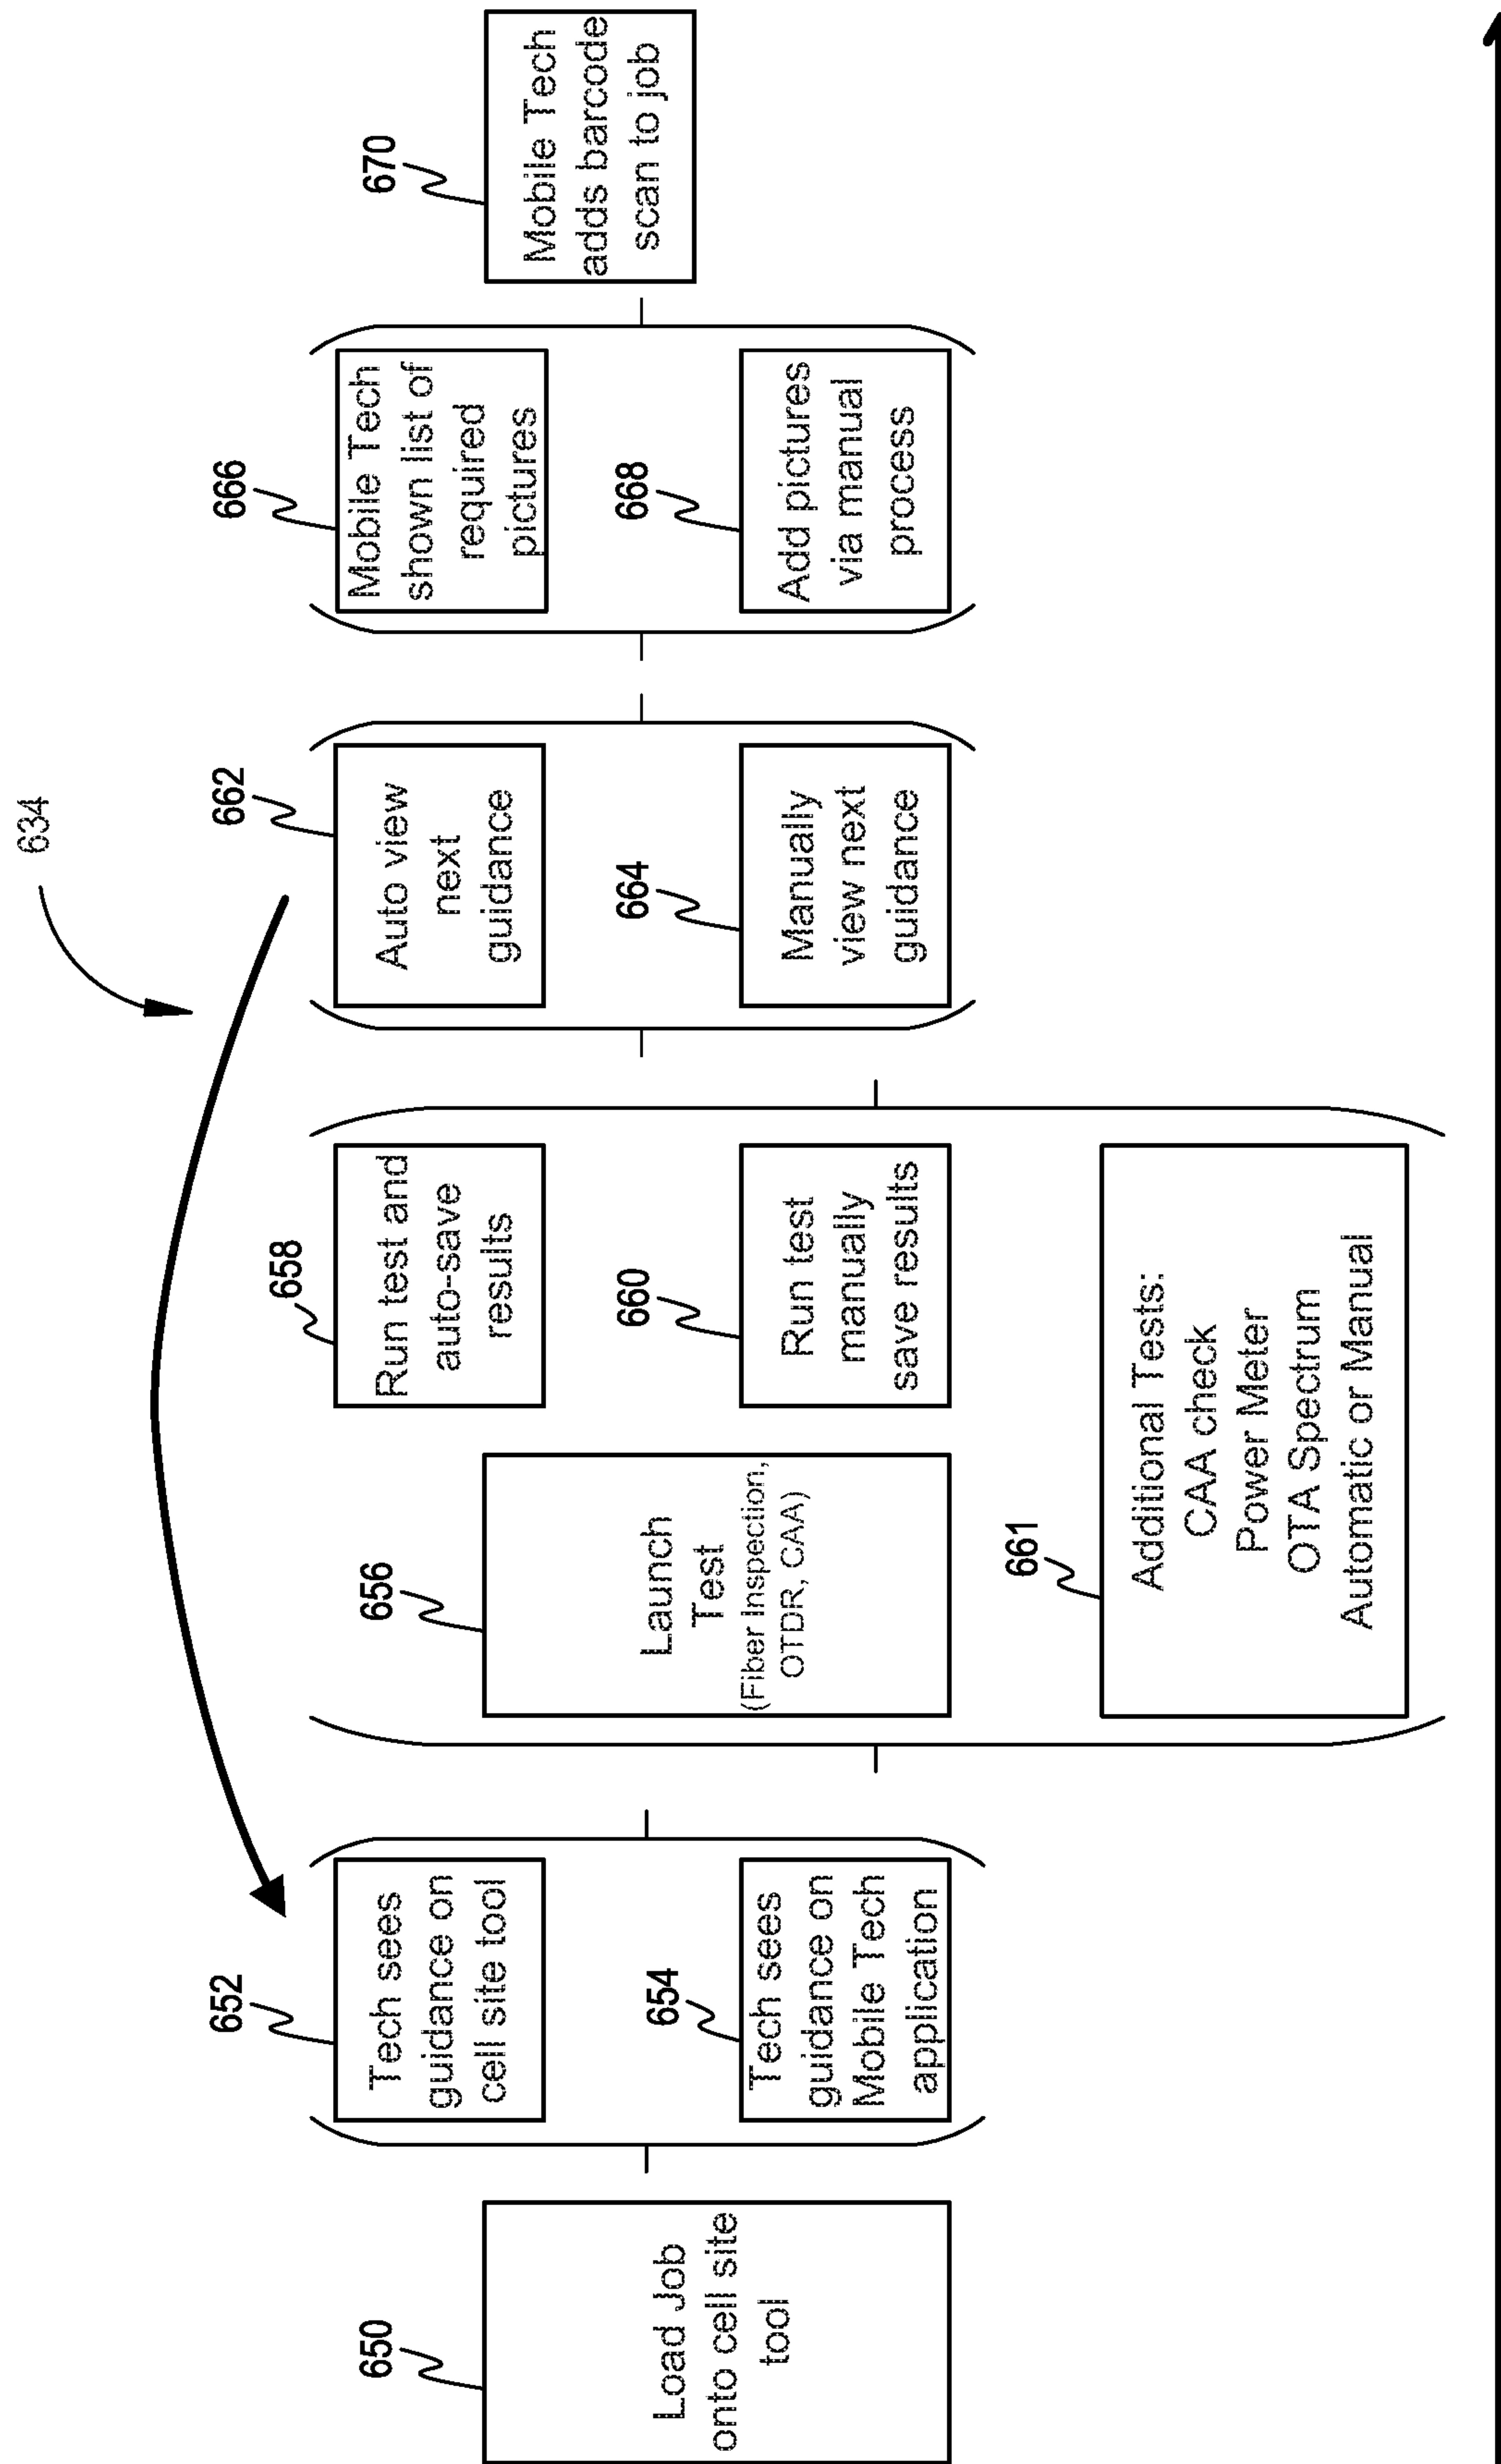 634
650
Load Job
onto cell site
tool
652
Tech sees
guidance on
cell site tool
654
Tech sees
guidance on
Mobile Tech
application
656
Launch
Test
(Fiber Inspection,
OTDR, CAA)
658
Run test and
auto-save
results
660
Run test
manually
save results
661
Additional Tests:
CAA check
Power Meter
OTA Spectrum
Automatic or Manual
662
Auto view
next
guidance
664
Manually
view next
guidance
666
Mobile Tech
shown list of
required
pictures
668
Add pictures
via manual
process
670
Mobile Tech
adds barcode
scan to job